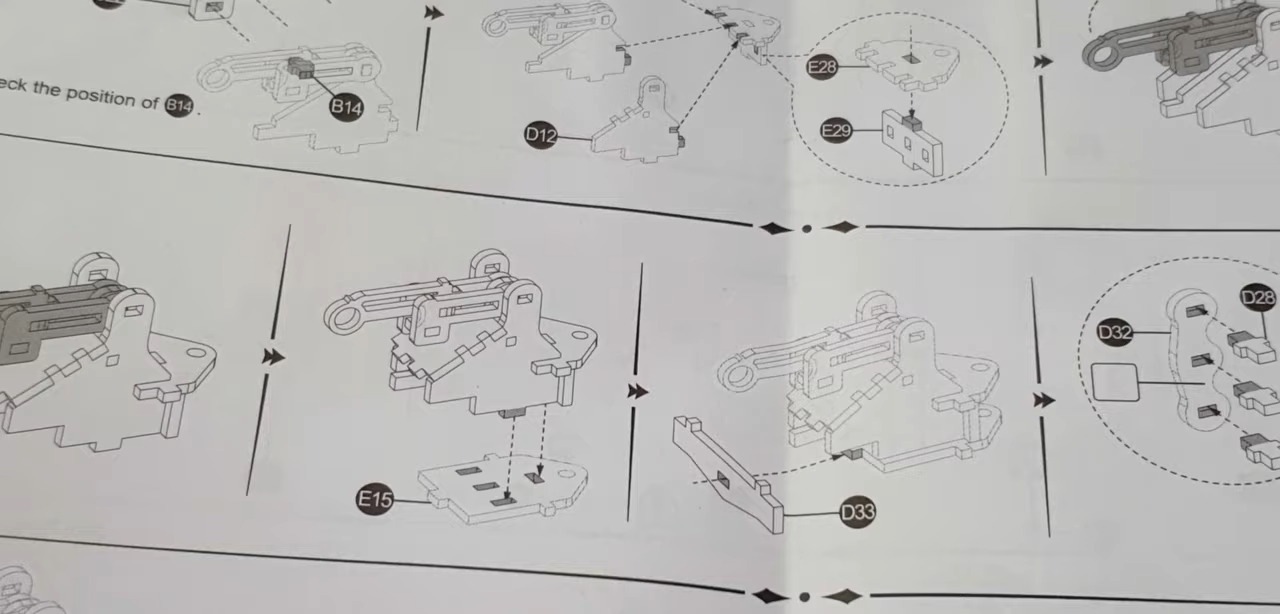 eck the position of B14.
B14
D12
E28
E29
E15
D33
D32
D28